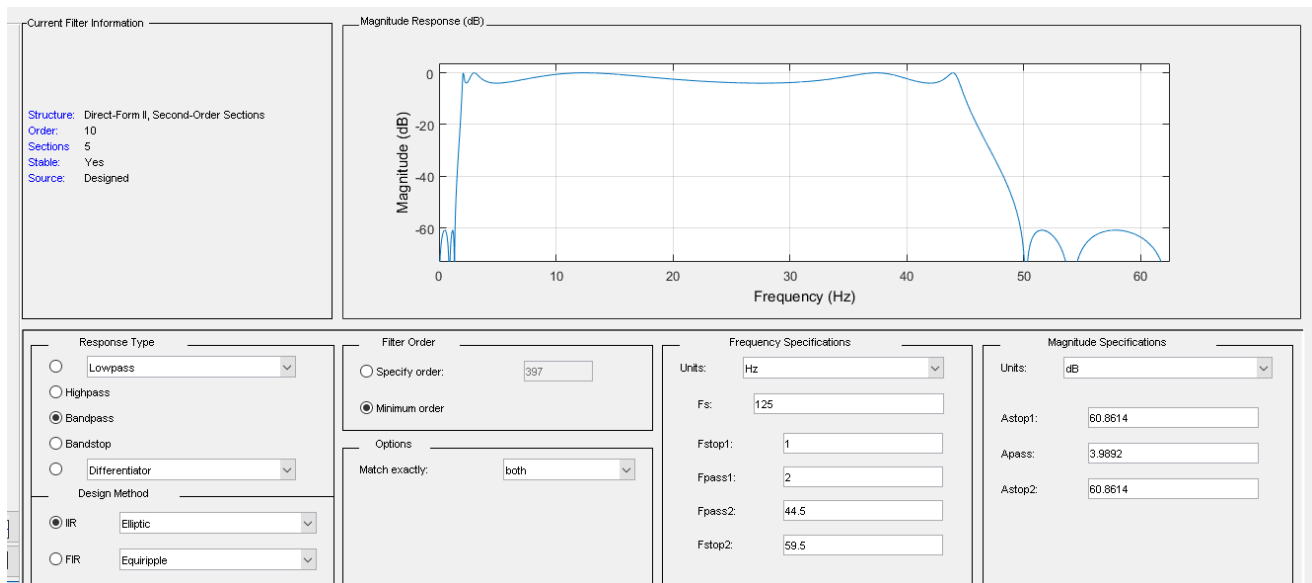 Current Filter Information
Structure: Direct-Form II, Second-Order Sections
Order: 10
Sections 5
Stable: Yes
Source: Designed
Magnitude Response (dB)
Magnitude (dB)
0
-20
-40
-60
0 10 20 30 40 50 60
Frequency (Hz)
Response Type
Lowpass
Highpass
Bandpass
Bandstop
Differentiator
Design Method
IIR Elliptic
FIR Equiripple
Filter Order
Specify order: 397
Minimum order
Options
Match exactly: both
Frequency Specifications
Units: Hz
Fs: 125
Fstop1: 1
Fpass1: 2
Fpass2: 44.5
Fstop2: 59.5
Magnitude Specifications
Units: dB
Astop1: 60.8614
Apass: 3.9892
Astop2: 60.8614